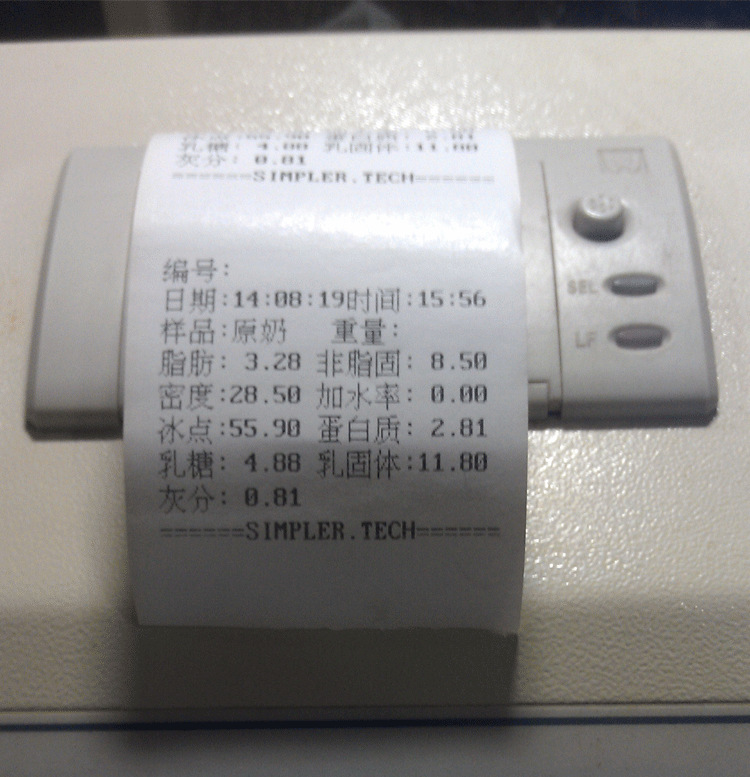 乳糖: 4.88 乳固体:11.80
灰分: 0.81
======SIMPLER.TECH======
编号:
日期:14:08:19时间:15:56
样品:原奶 重量:
脂肪: 3.28 非脂固: 8.50
密度:28.50 加水率: 0.00
冰点:55.90 蛋白质: 2.81
乳糖: 4.88 乳固体:11.80
灰分: 0.81
======SIMPLER.TECH======
SEL
LF